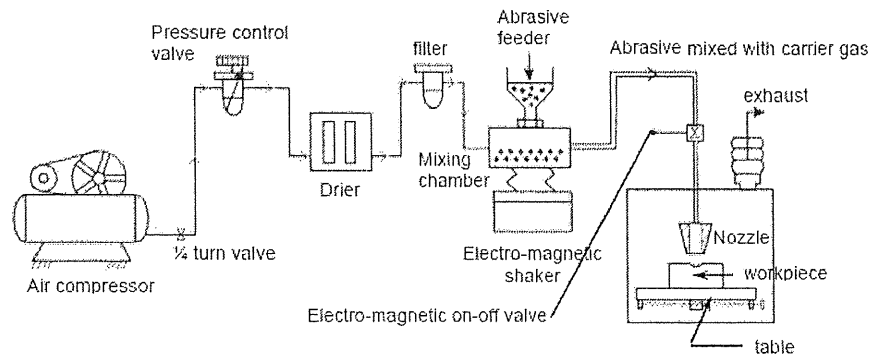 Pressure control
valve
filter
Abrasive
feeder
Abrasive mixed with carrier gas
exhaust
Drier
Mixing
chamber
Nozzle
¼ turn valve
Electro-magnetic
shaker
workpiece
Air compressor
Electro-magnetic on-off valve
table